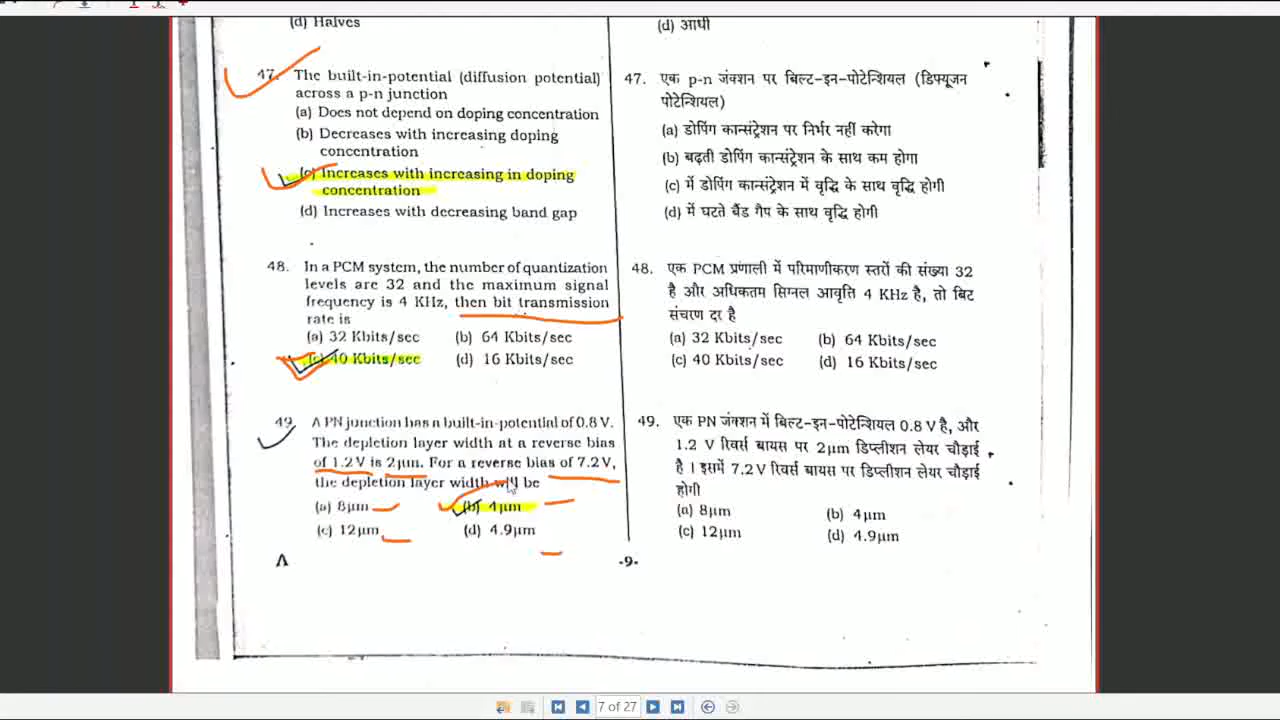 (d) Halves
47. The built-in-potential (diffusion potential)
across a p-n junction
(a) Does not depend on doping concentration
(b) Decreases with increasing doping
concentration
(c) Increases with increasing in doping
concentration
(d) Increases with decreasing band gap
48. In a PCM system, the number of quantization
levels are 32 and the maximum signal
frequency is 4 KHz, then bit transmission
rate is
(a) 32 Kbits/sec (b) 64 Kbits/sec
(c) 40 Kbits/sec (d) 16 Kbits/sec
49. A PN junction has a built-in-potential of 0.8 V.
The depletion layer width at a reverse bias
of 1.2V is 2μm. For a reverse bias of 7.2V,
the depletion layer width will be
(a) 8μm (b) 4μm
(c) 12μm (d) 4.9μm
(d) आधी
47. एक p-n जंक्शन पर बिल्ट-इन-पोटेन्शियल (डिफ्यूजन
पोटेन्शियल)
(a) डोपिंग कान्संट्रेशन पर निर्भर नहीं करेगा
(b) बढ़ती डोपिंग कान्संट्रेशन के साथ कम होगा
(c) में डोपिंग कान्संट्रेशन में वृद्धि के साथ वृद्धि होगी
(d) में घटते बैंड गैप के साथ वृद्धि होगी
48. एक PCM प्रणाली में परिमाणीकरण स्तरों की संख्या 32
है और अधिकतम सिग्नल आवृत्ति 4 KHz है, तो बिट
संचरण दर है
(a) 32 Kbits/sec (b) 64 Kbits/sec
(c) 40 Kbits/sec (d) 16 Kbits/sec
49. एक PN जंक्शन में बिल्ट-इन-पोटेन्शियल 0.8 V है, और
1.2 V रिवर्स बायस पर 2μm डिप्लीशन लेयर चौड़ाई
है। इसमें 7.2V रिवर्स बायस पर डिप्लीशन लेयर चौड़ाई
होगी
(a) 8μm (b) 4μm
(c) 12μm (d) 4.9μm
A -9-
7 of 27